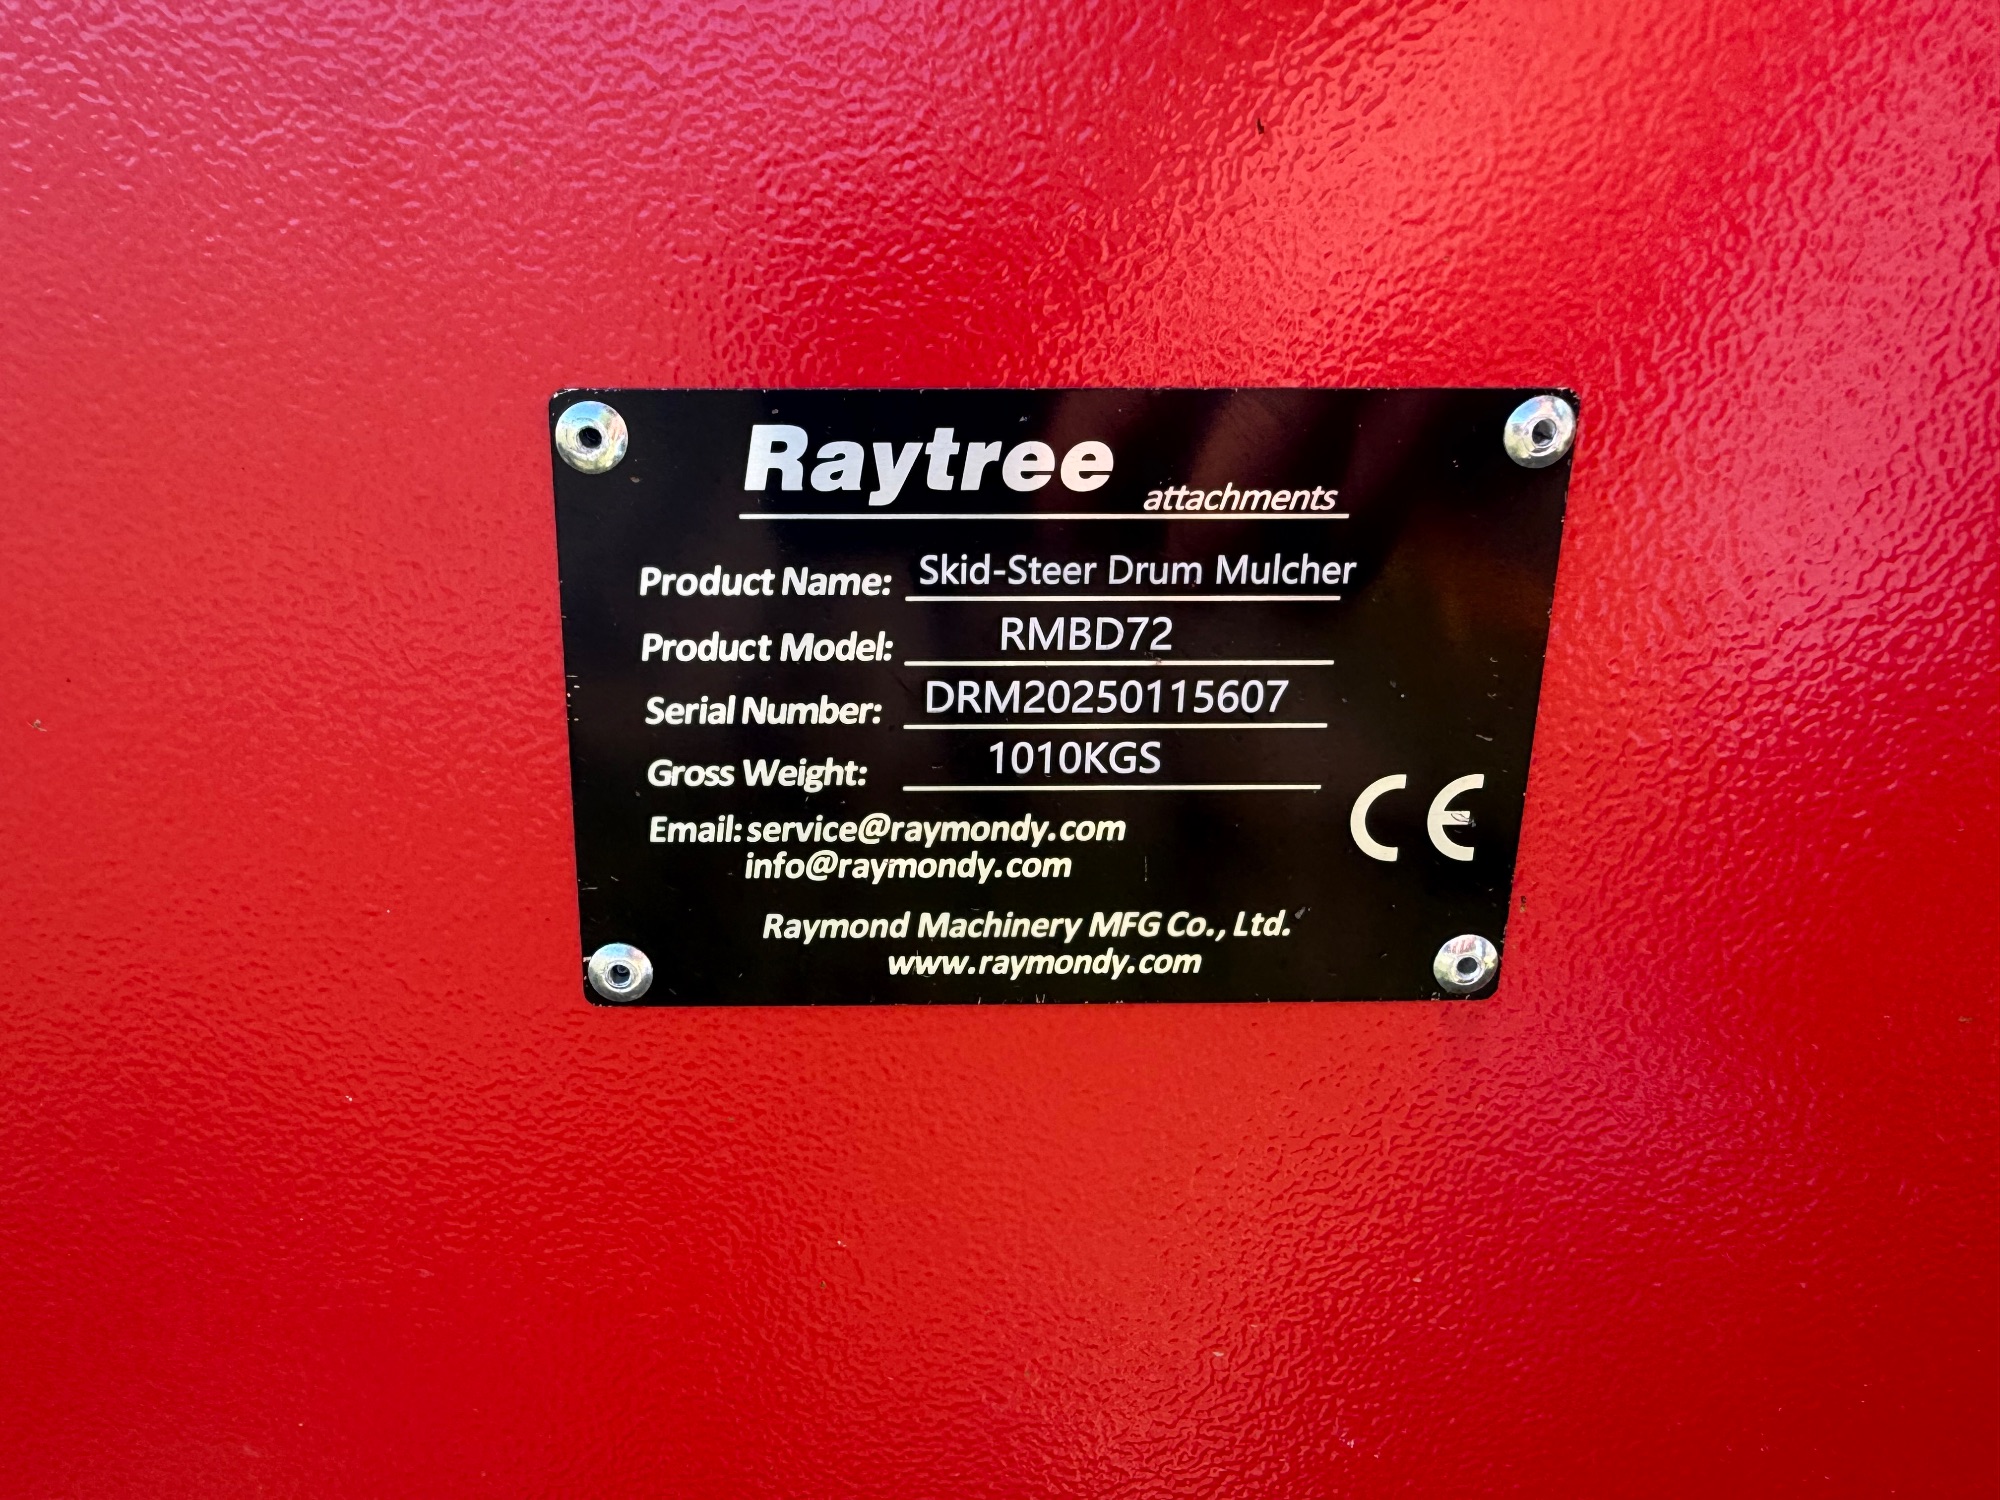 Raytree attachments
Product Name: Skid-Steer Drum Mulcher
Product Model: RMBD72
Serial Number: DRM20250115607
Gross Weight: 1010KGS
Email: service@raymondy.com
info@raymondy.com
CE
Raymond Machinery MFG Co., Ltd.
www.raymondy.com